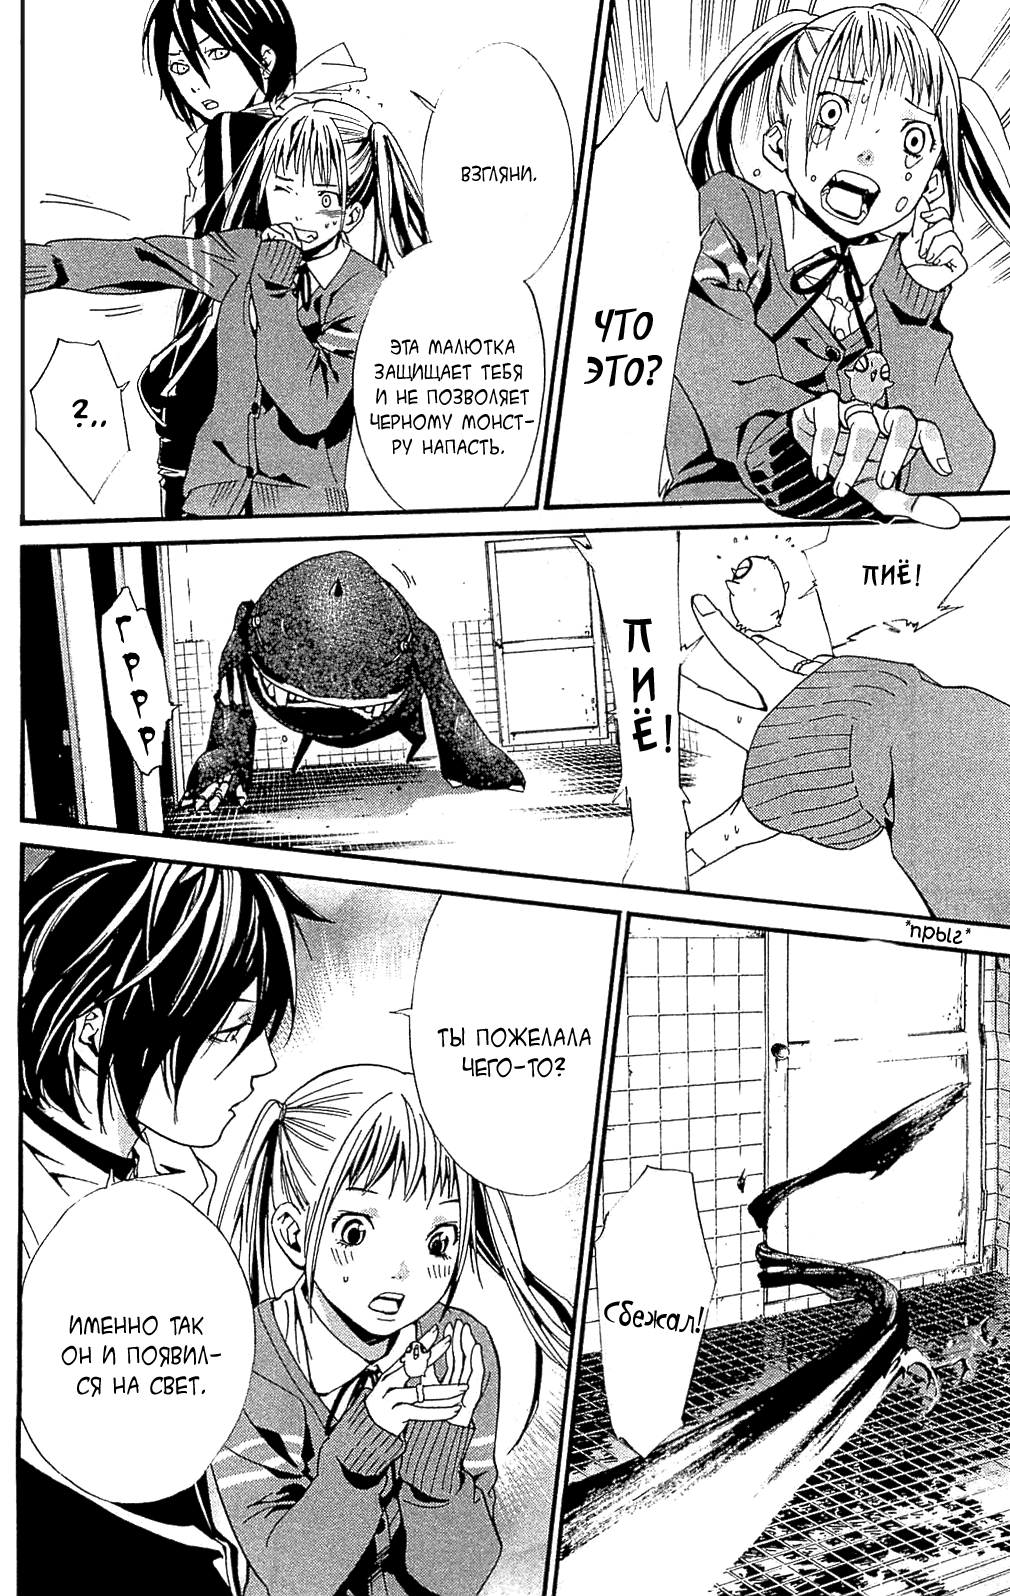 ЧТО
ЭТО?
ВЗГЛЯНИ.
ЭТА МАЛЮТКА
ЗАЩИЩАЕТ ТЕБЯ
И НЕ ПОЗВОЛЯЕТ
ЧЕРНОМУ МОНСТ-
РУ НАПАСТЬ.
?..
ПИЁ!
ПИЁ!
ГРРР
*прыг*
Сбежал!
ТЫ ПОЖЕЛАЛА
ЧЕГО-ТО?
ИМЕННО ТАК
ОН И ПОЯВИЛ-
СЯ НА СВЕТ.